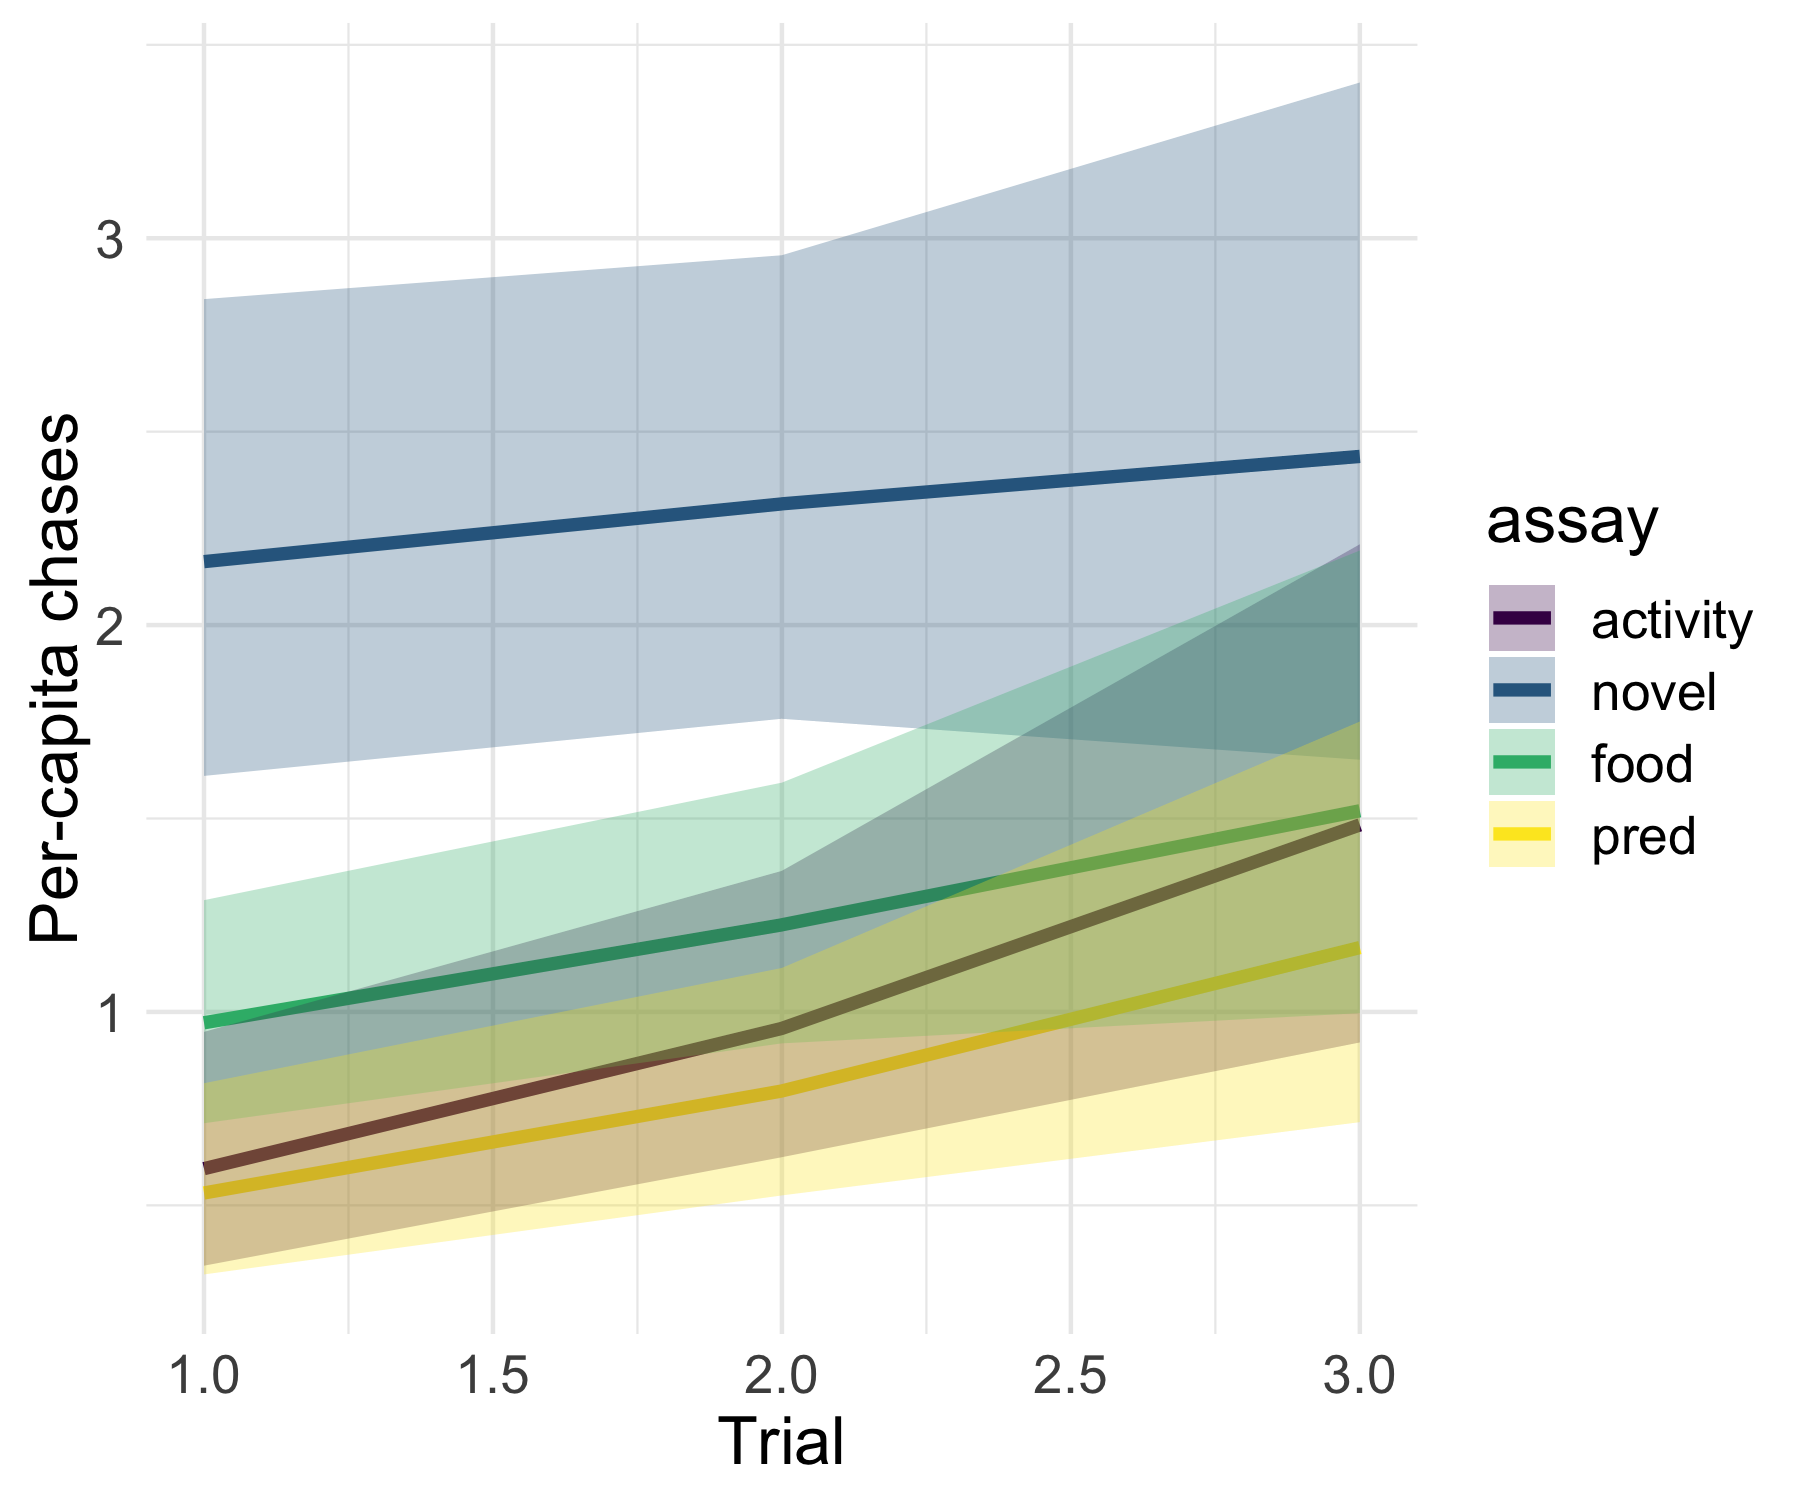 Per-capita chases
3
2
1
1.0 1.5 2.0 2.5 3.0
Trial
assay
activity
novel
food
pred